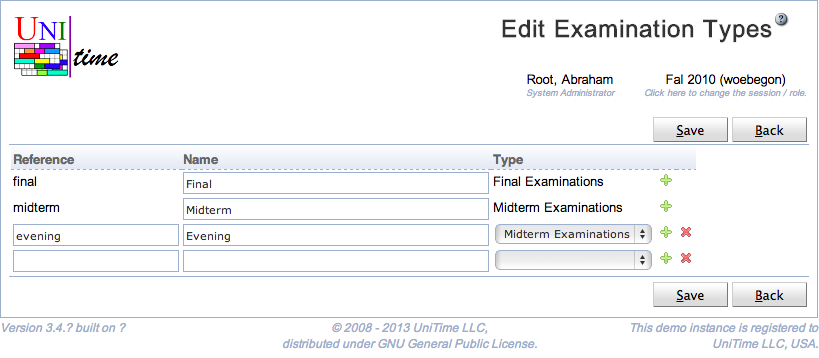 UNI
time
Edit Examination Types
?
Root, Abraham
Fal 2010 (woebegon)
System Administrator
Click here to change the session / role.
Save
Back
Reference
Name
Type
final
Final
Final Examinations
midterm
Midterm
Midterm Examinations
evening
Evening
Midterm Examinations
Save
Back
Version 3.4.? built on ?
© 2008 - 2013 UniTime LLC,
distributed under GNU General Public License.
This demo instance is registered to
UniTime LLC, USA.